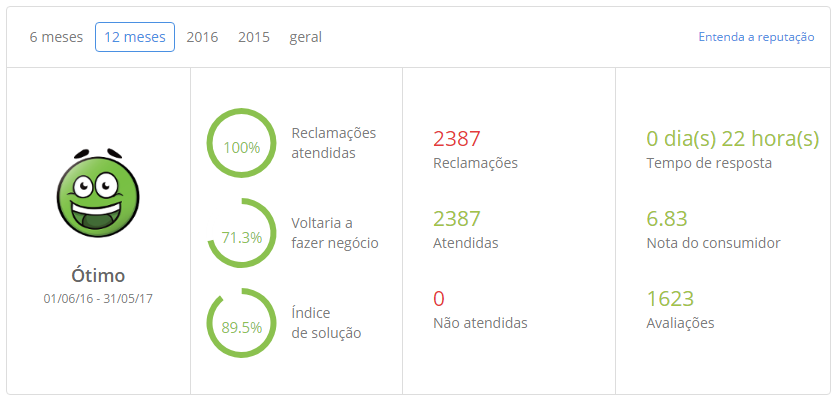 6 meses 12 meses 2016 2015 geral Entenda a reputação
Ótimo
01/06/16 - 31/05/17
100% Reclamações
atendidas
71.3% Voltaria a
fazer negócio
89.5% Índice
de solução
2387
Reclamações
2387
Atendidas
0
Não atendidas
0 dia(s) 22 hora(s)
Tempo de resposta
6.83
Nota do consumidor
1623
Avaliações